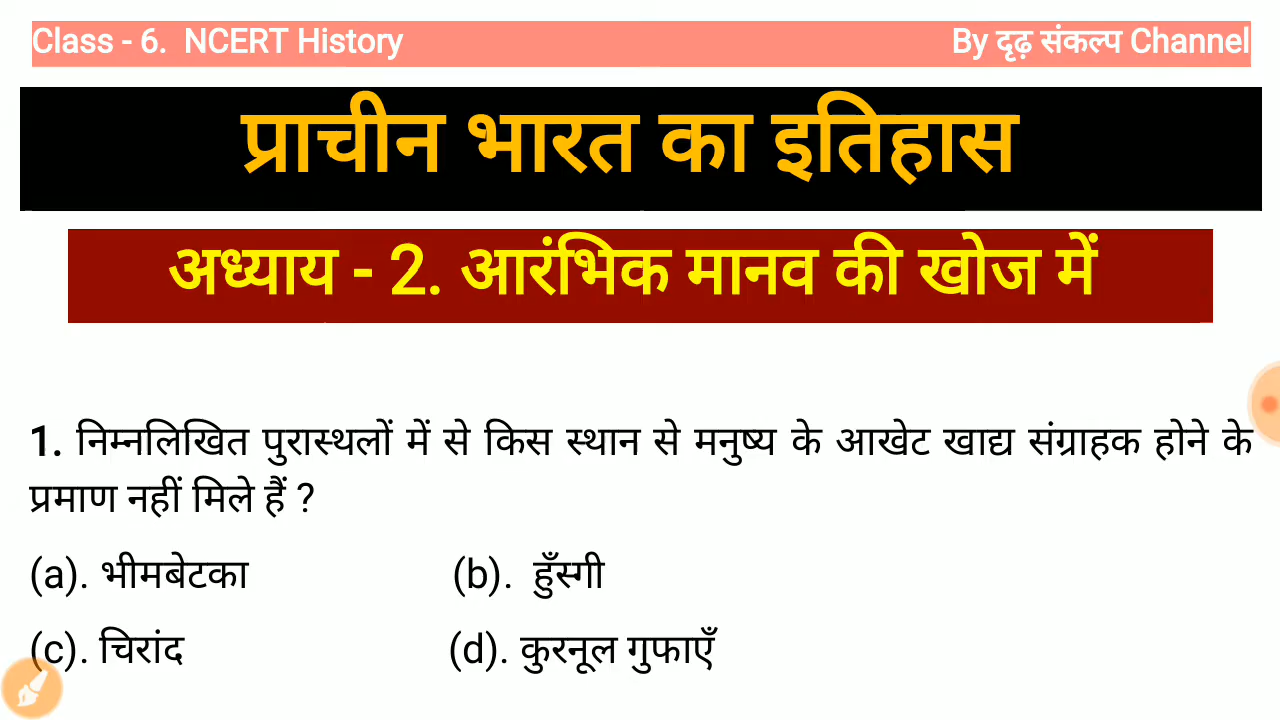 Class - 6. NCERT History By दृढ़ संकल्प Channel
प्राचीन भारत का इतिहास
अध्याय - 2. आरंभिक मानव की खोज में
1. निम्नलिखित पुरास्थलों में से किस स्थान से मनुष्य के आखेट खाद्य संग्राहक होने के
प्रमाण नहीं मिले हैं ?
(a). भीमबेटका (b). हुँस्गी
(c). चिरांद (d). कुरनूल गुफाएँ